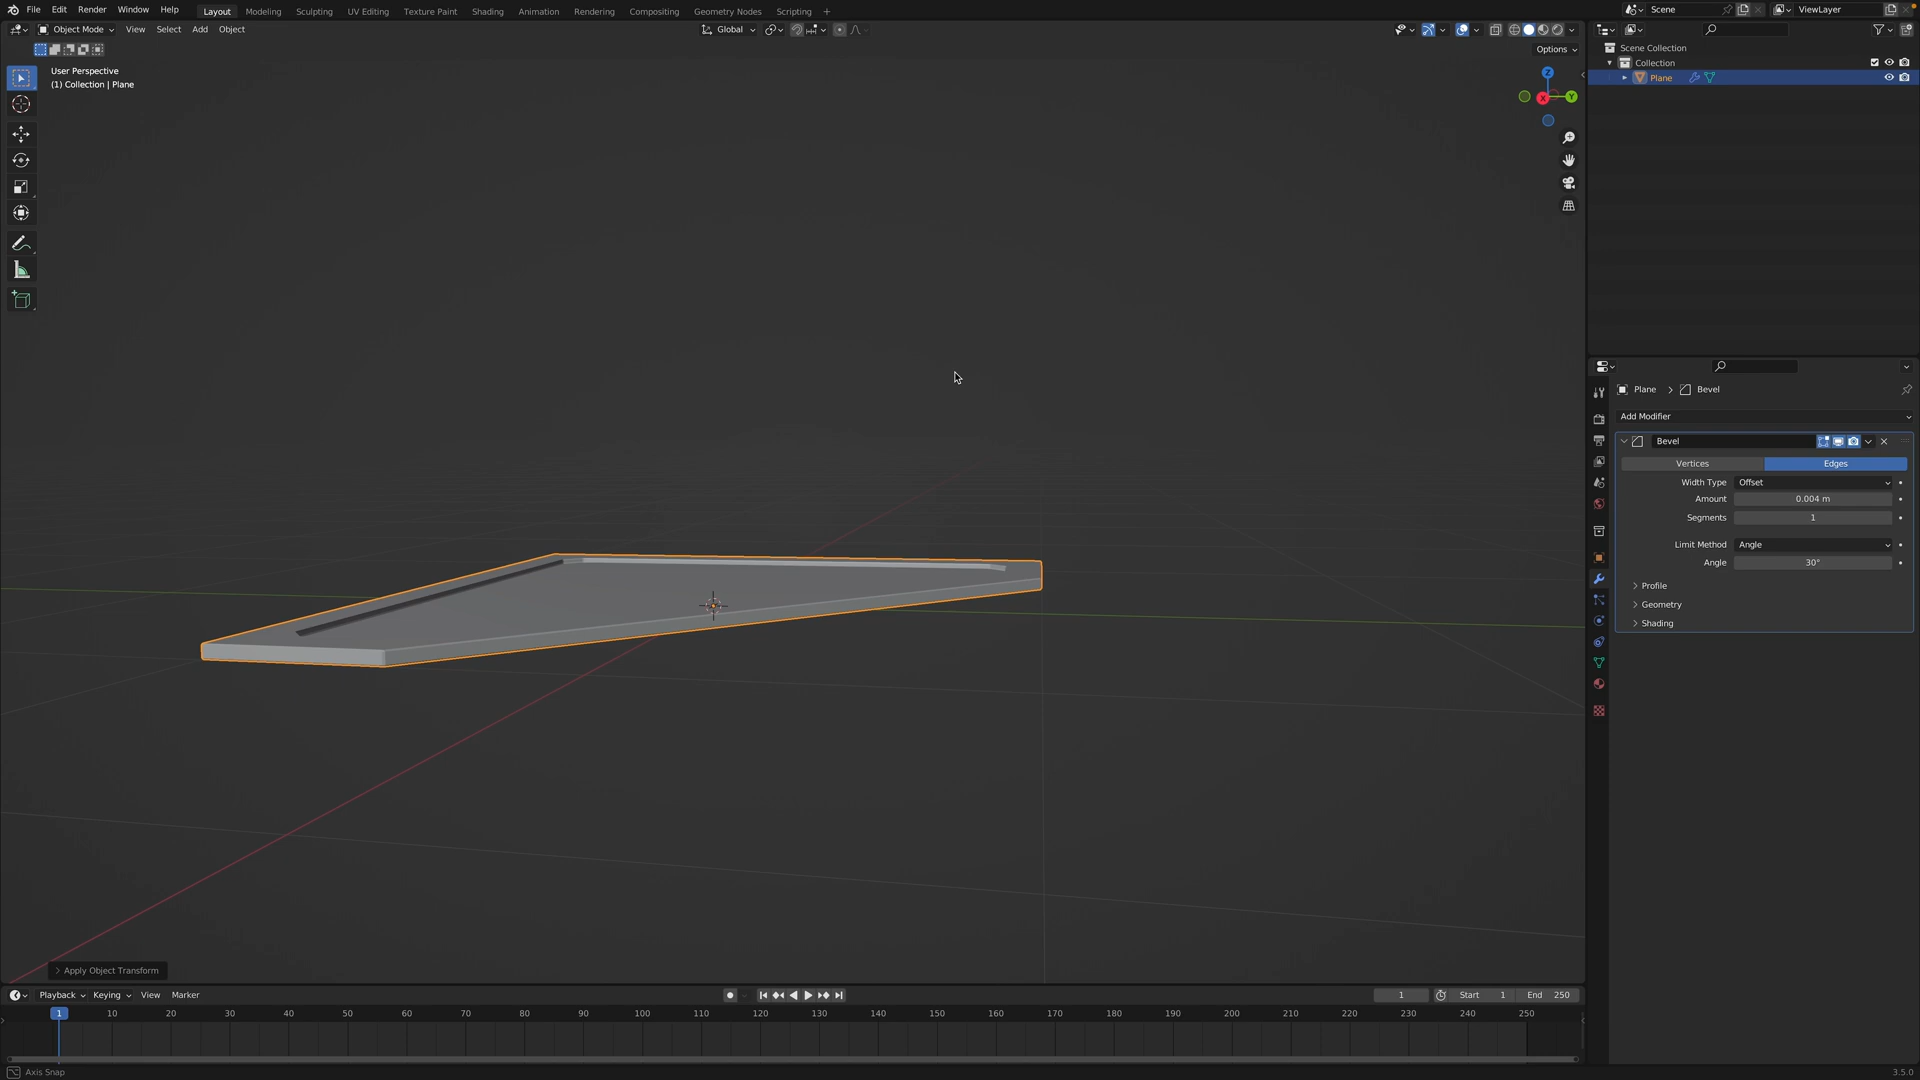 File Edit Render Window Help Layout Modeling Sculpting UV Editing Texture Paint Shading Animation Rendering Compositing Geometry Nodes Scripting + Scene ViewLayer
Object Mode View Select Add Object Global
Options
User Perspective
(1) Collection | Plane
Z
X
Y
Scene Collection
Collection
Plane
Plane > Bevel
Add Modifier
Bevel
Vertices Edges
Width Type Offset
Amount 0.004 m
Segments 1
Limit Method Angle
Angle 30°
Profile
Geometry
Shading
Apply Object Transform
Playback Keying View Marker 1 Start 1 End 250
1 10 20 30 40 50 60 70 80 90 100 110 120 130 140 150 160 170 180 190 200 210 220 230 240 250
Axis Snap 3.5.0